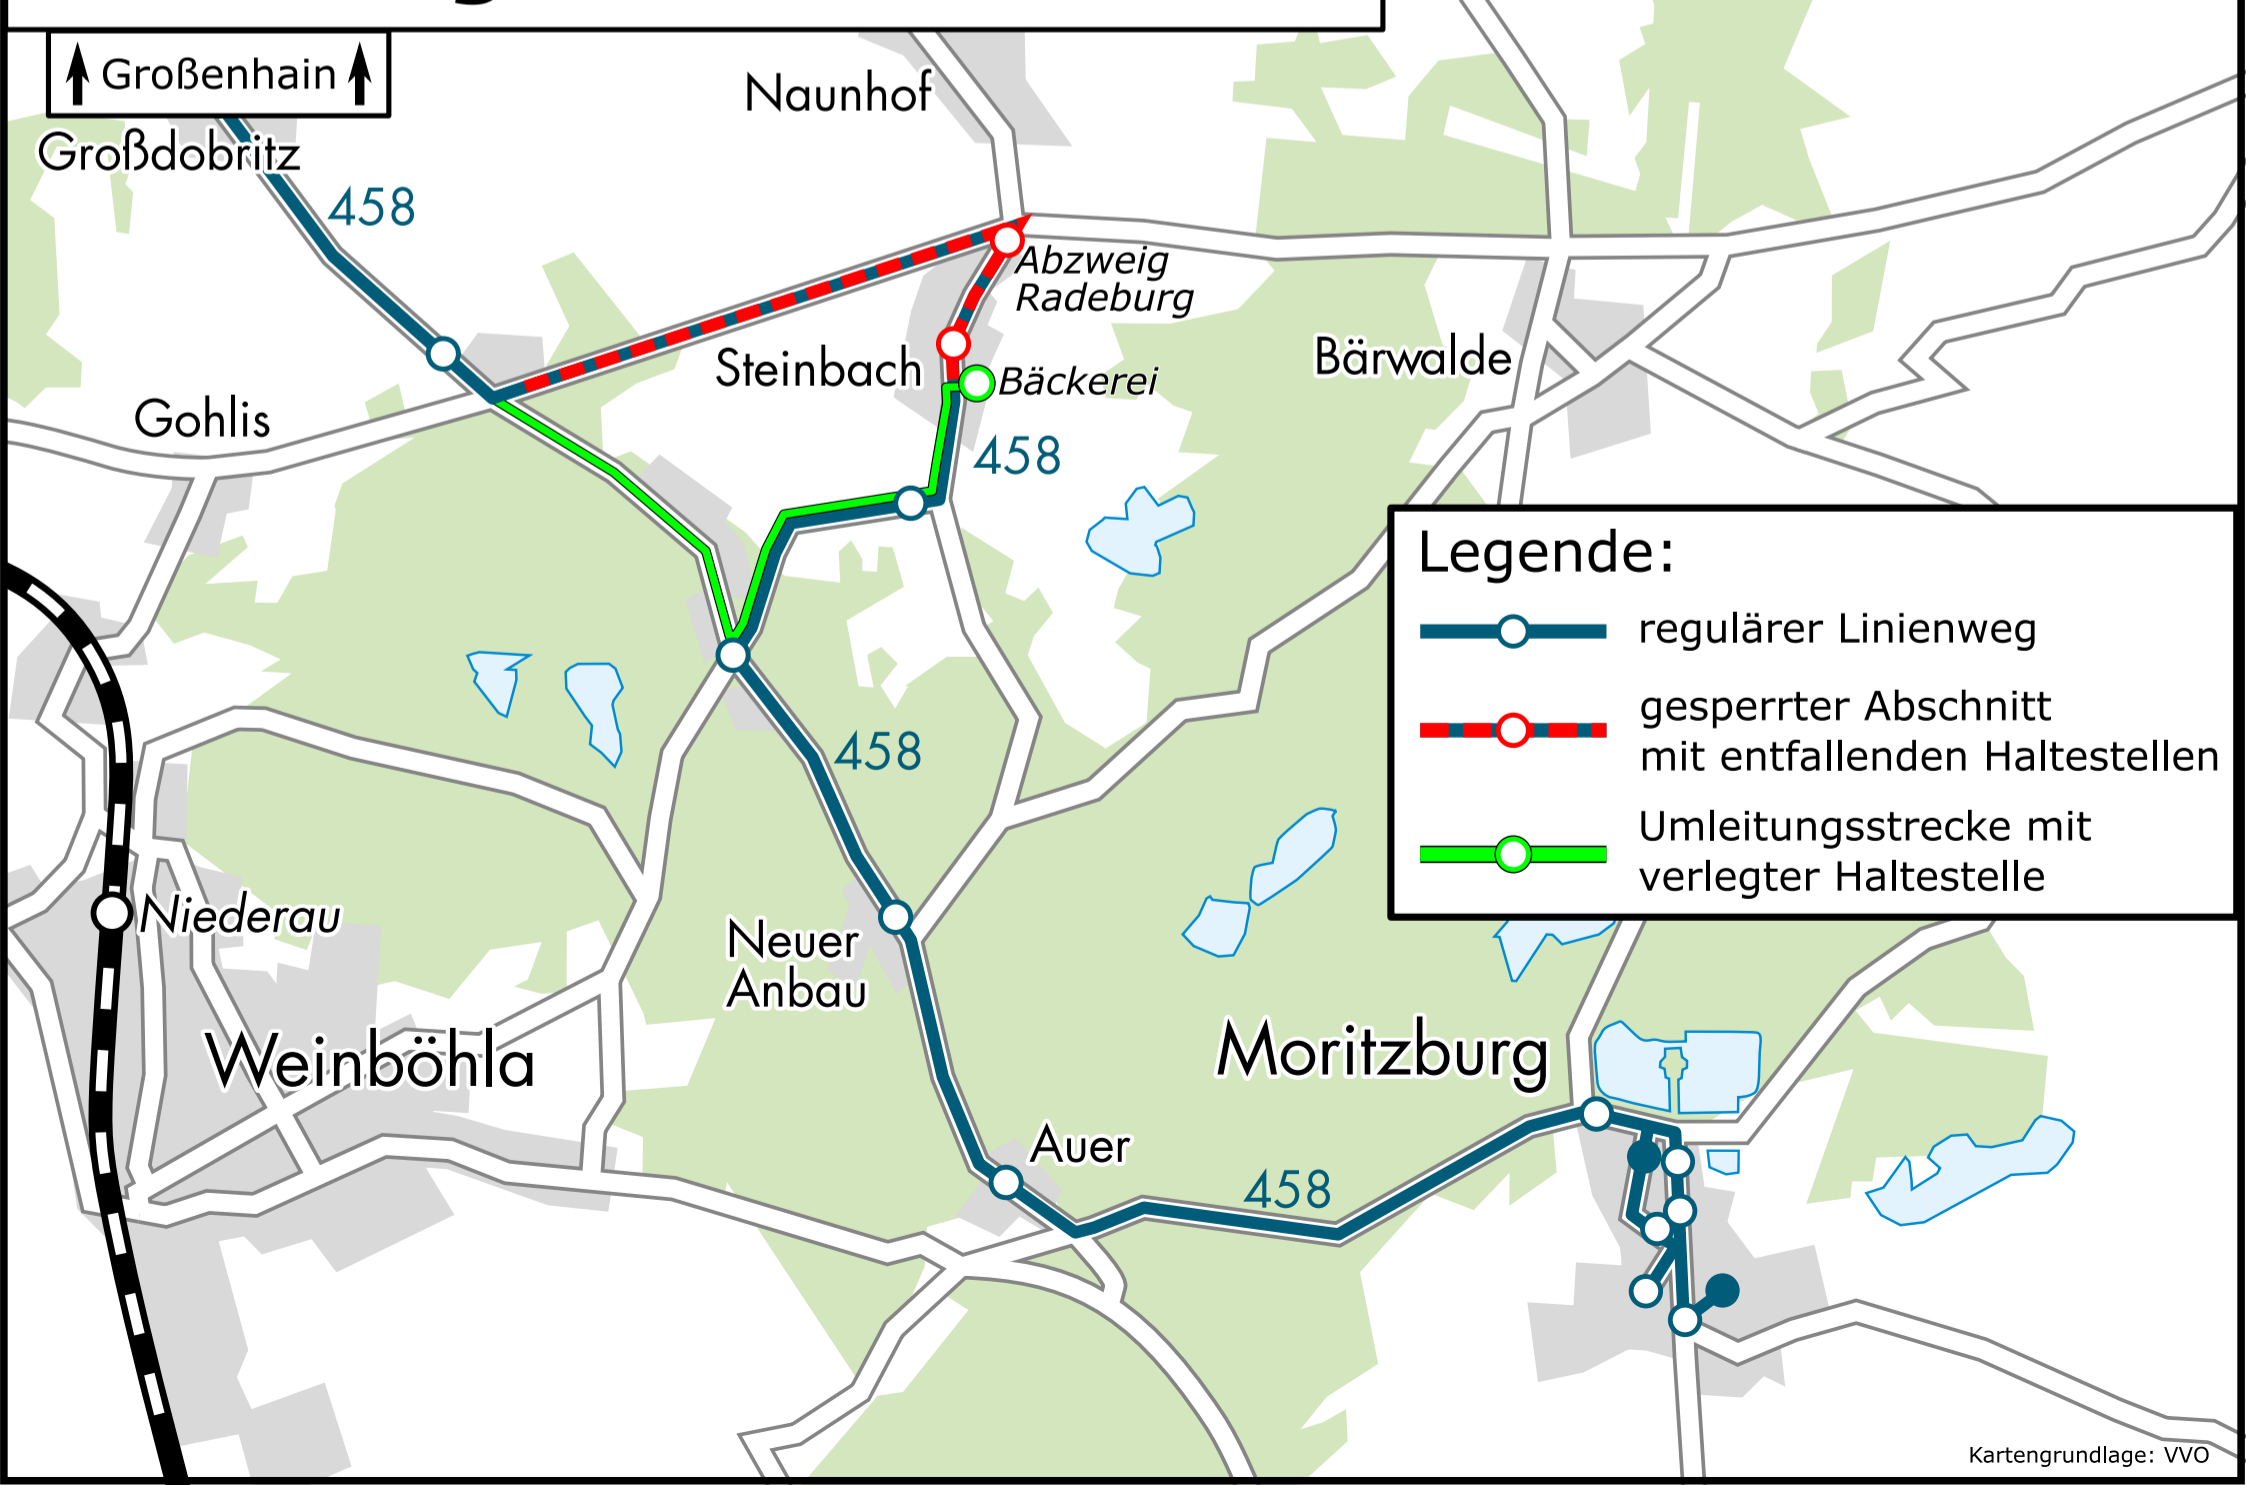 Großenhain
Großdobritz
458
Naunhof
Abzweig
Radeburg
Steinbach
Bäckerei
Bärwalde
Gohlis
458
Legende:
regulärer Linienweg
gesperrter Abschnitt
mit entfallenden Haltestellen
Umleitungsstrecke mit
verlegter Haltestelle
458
Niederau
Neuer
Anbau
Weinböhla
Moritzburg
Auer
458
Kartengrundlage: VVO